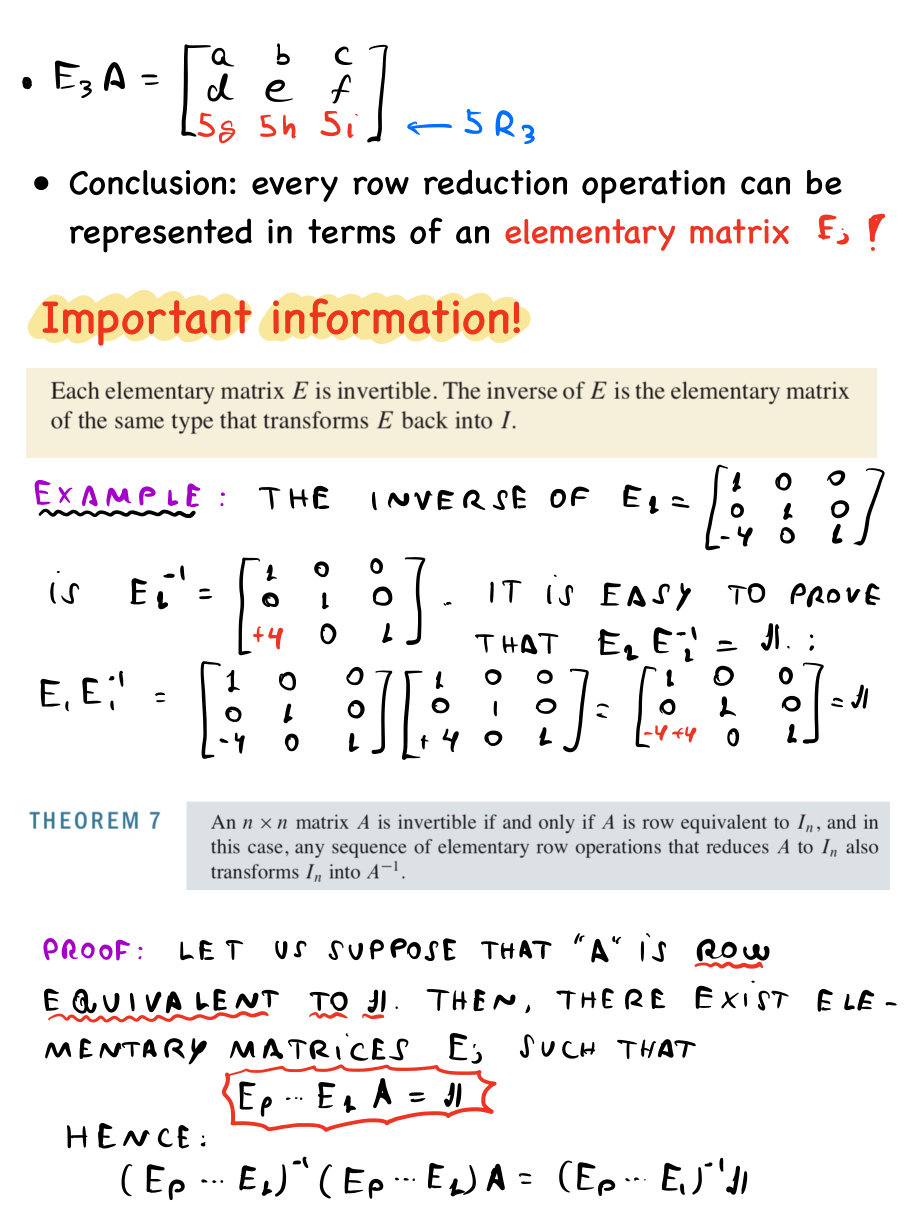 • E₃A = [a b c; d e f; 5g 5h 5i] ← 5R₃
• Conclusion: every row reduction operation can be
represented in terms of an elementary matrix Eⱼ!
Important information!
Each elementary matrix E is invertible. The inverse of E is the elementary matrix
of the same type that transforms E back into I.
EXAMPLE: THE INVERSE OF E₁ = [1 0 0; 0 1 0; -4 0 1]
iS E₁⁻¹ = [1 0 0; 0 1 0; +4 0 1]. IT iS EASY TO PROVE
THAT E₁E₁⁻¹ = 𝟙.:
E₁E₁⁻¹ = [1 0 0; 0 1 0; -4 0 1][1 0 0; 0 1 0; +4 0 1] = [1 0 0; 0 1 0; -4+4 0 1] = 𝟙
THEOREM 7
An n × n matrix A is invertible if and only if A is row equivalent to Iₙ, and in
this case, any sequence of elementary row operations that reduces A to Iₙ also
transforms Iₙ into A⁻¹.
PROOF: LET US SUPPOSE THAT "A" iS ROW
EQUIVALENT TO 𝟙. THEN, THERE EXIST ELE-
MENTARY MATRICES Eⱼ SUCH THAT
Eₚ ... E₁ A = 𝟙
HENCE:
(Eₚ ... E₁)⁻¹ (Eₚ ... E₁) A = (Eₚ ... E₁)⁻¹ 𝟙